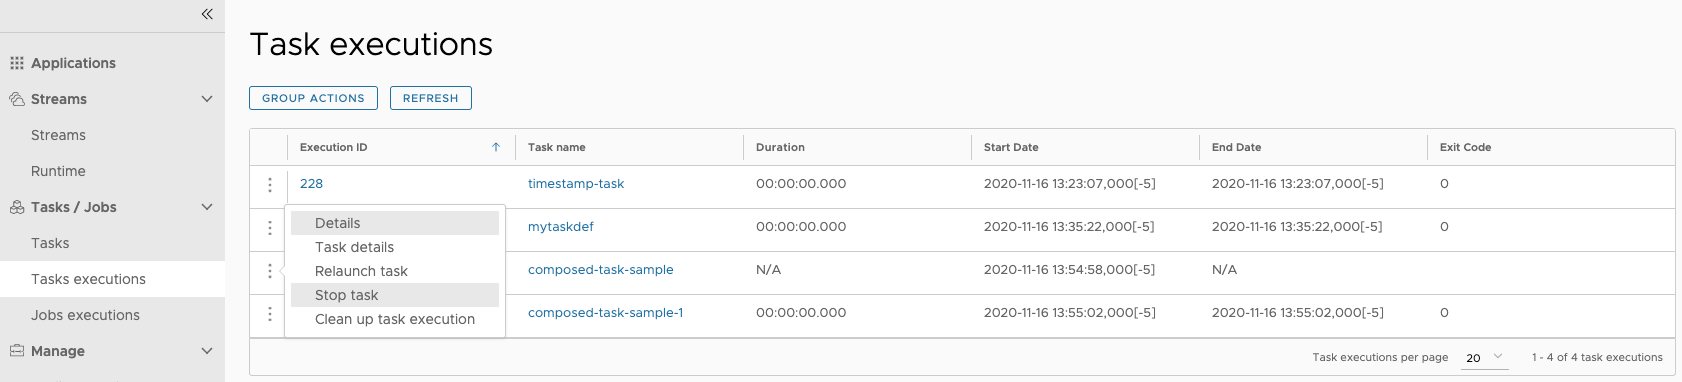 Applications
Streams
Streams
Runtime
Tasks / Jobs
Tasks
Tasks executions
Jobs executions
Manage
Task executions
GROUP ACTIONS REFRESH
Execution ID Task name Duration Start Date End Date Exit Code
228 timestamp-task 00:00:00.000 2020-11-16 13:23:07,000[-5] 2020-11-16 13:23:07,000[-5] 0
mytaskdef 00:00:00.000 2020-11-16 13:35:22,000[-5] 2020-11-16 13:35:22,000[-5] 0
composed-task-sample N/A 2020-11-16 13:54:58,000[-5] N/A
composed-task-sample-1 00:00:00.000 2020-11-16 13:55:02,000[-5] 2020-11-16 13:55:02,000[-5] 0
Details
Task details
Relaunch task
Stop task
Clean up task execution
Task executions per page 20 1 - 4 of 4 task executions